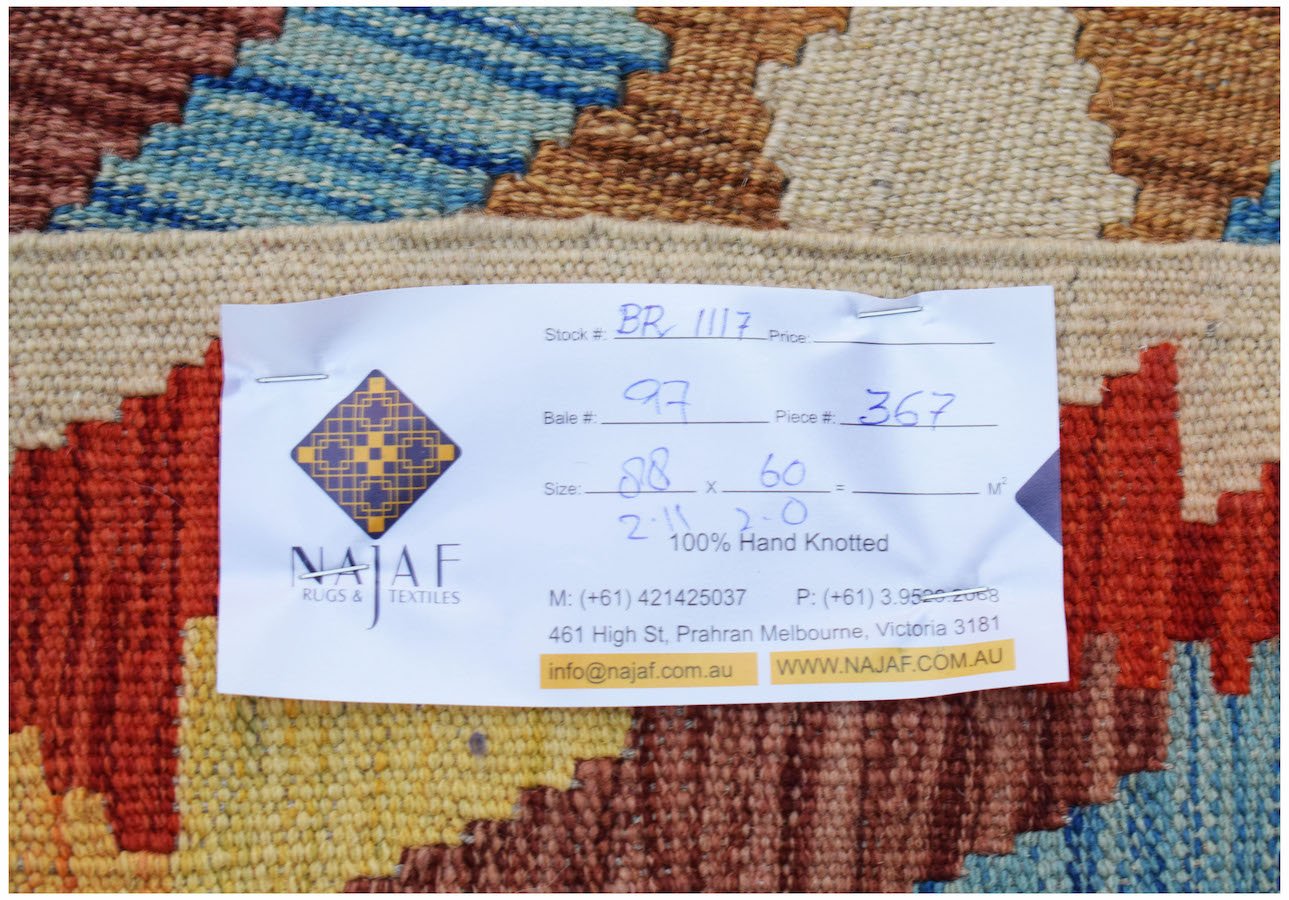 NAJAF
RUGS & TEXTILES
Stock #: BR 1117 Price:
Bale #: 97 Piece #: 367
Size: 88 X 60 = M²
2.11 2.0
100% Hand Knotted
M: (+61) 421425037 P: (+61) 3.9529.2068
461 High St, Prahran Melbourne, Victoria 3181
info@najaf.com.au WWW.NAJAF.COM.AU